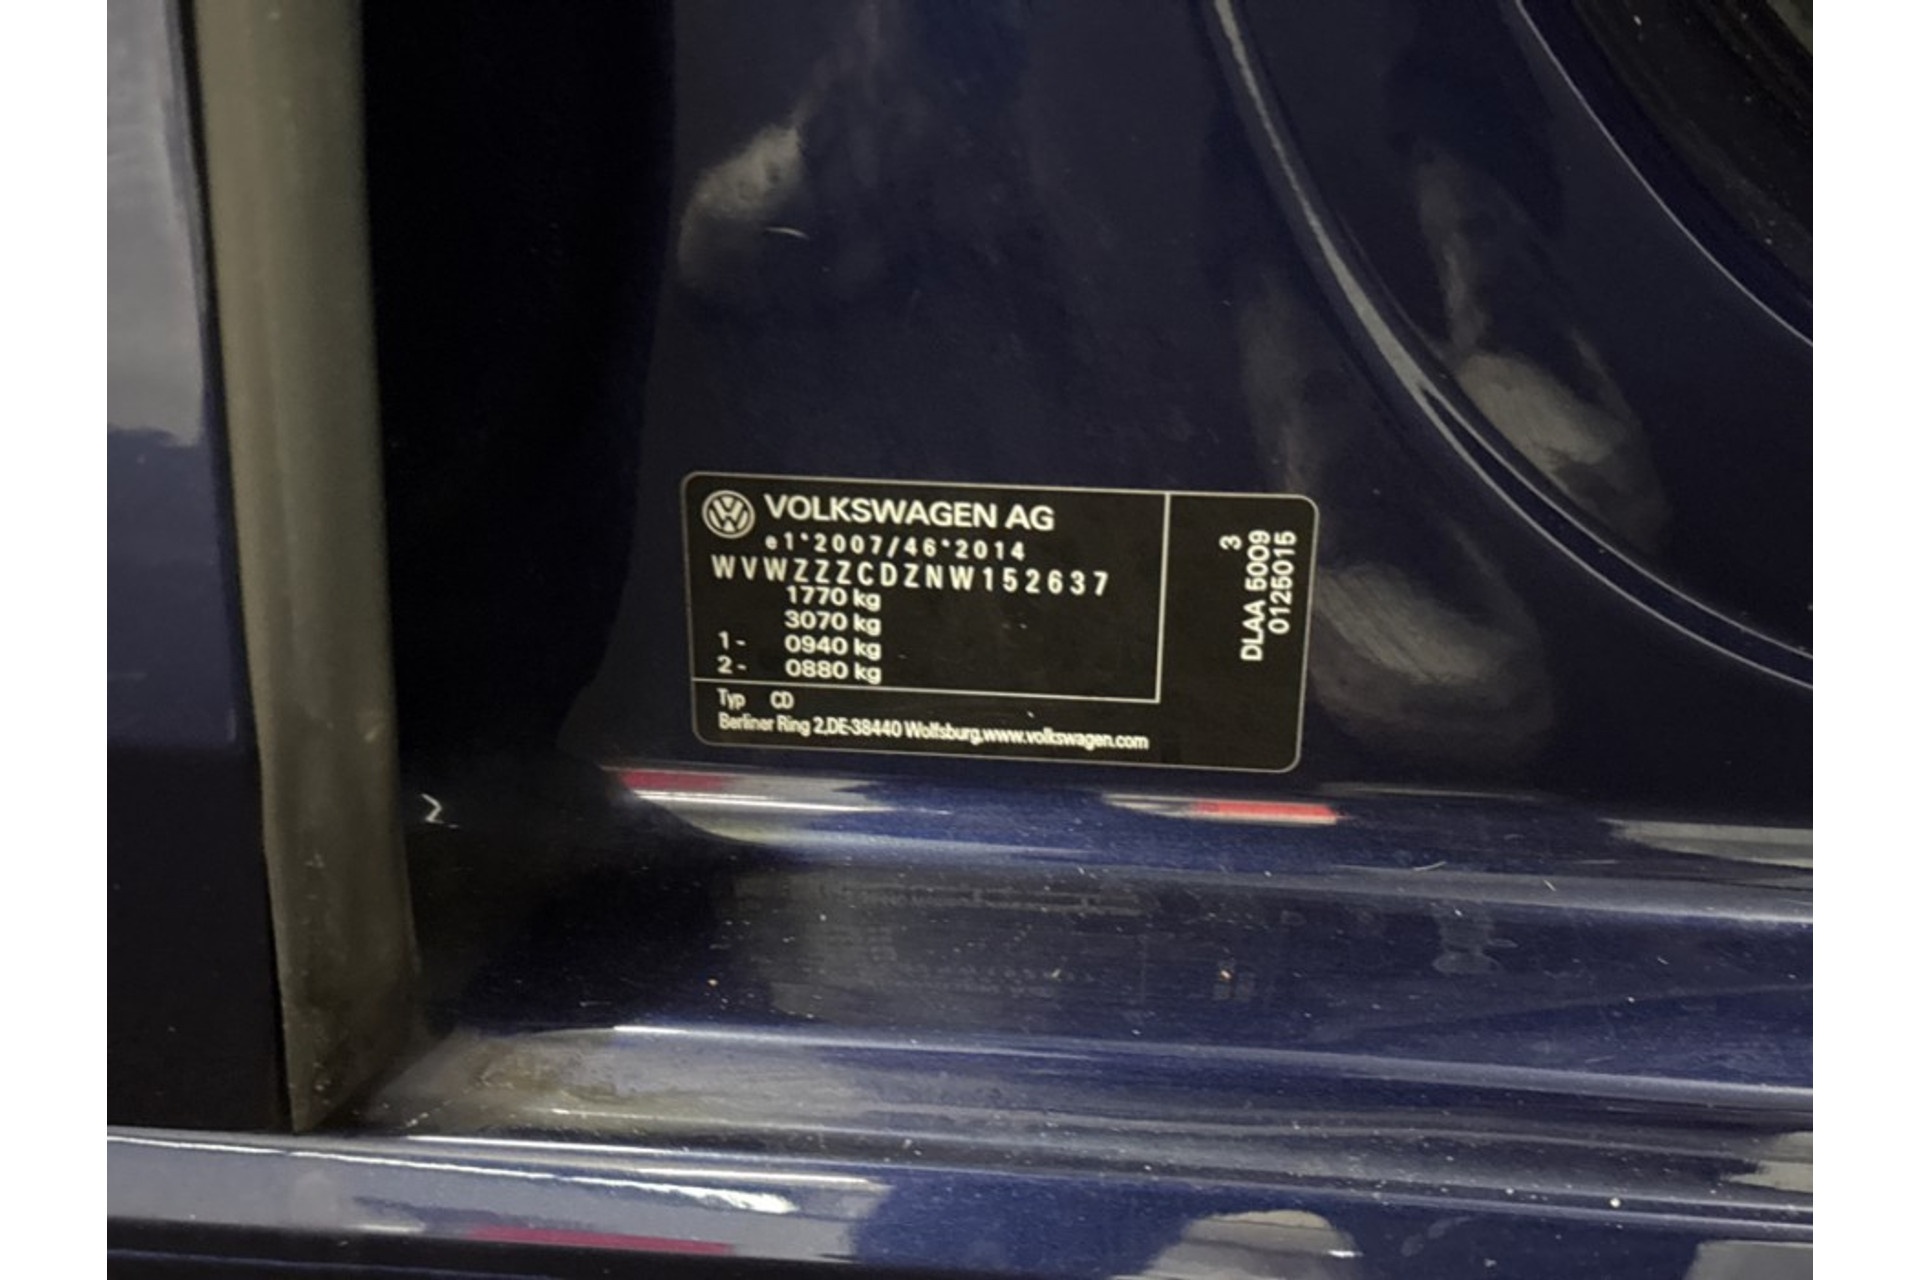 VOLKSWAGEN AG
e1*2007/46*2014
WVWZZZCDZNW152637
1770 kg
3070 kg
1- 0940 kg
2- 0880 kg
Typ CD
Berliner Ring 2,DE-38440 Wolfsburg,www.volkswagen.com
3
DLAA 5009
0125015